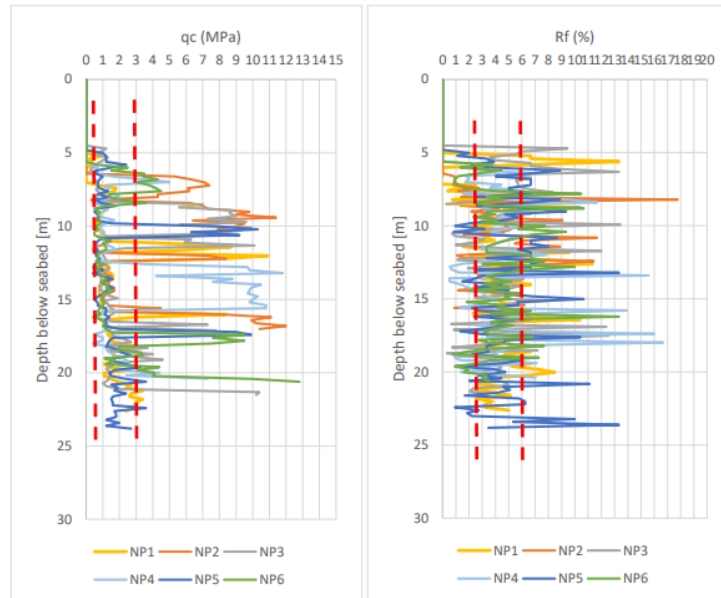 qc (MPa)
0 1 2 3 4 5 6 7 8 9 10 11 12 13 14 15
0
5
10
15
20
25
30
Depth below seabed [m]
NP1 NP2 NP3
NP4 NP5 NP6
Rf (%)
0 1 2 3 4 5 6 7 8 9 10 11 12 13 14 15 16 17 18 19 20
0
5
10
15
20
25
30
Depth below seabed [m]
NP1 NP2 NP3
NP4 NP5 NP6